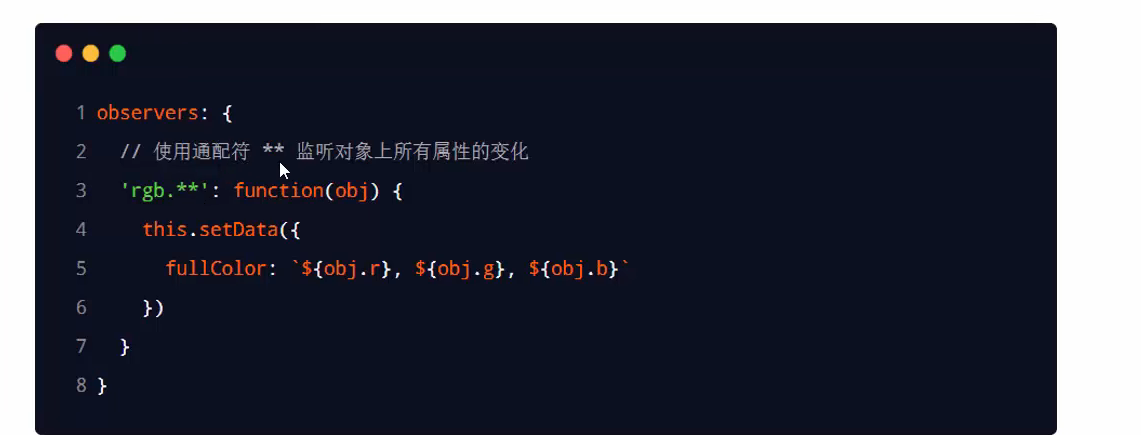 1 observers: {
2 // 使用通配符 ** 监听对象上所有属性的变化
3 'rgb.**': function(obj) {
4 this.setData({
5 fullColor: `${obj.r}, ${obj.g}, ${obj.b}`
6 })
7 }
8 }